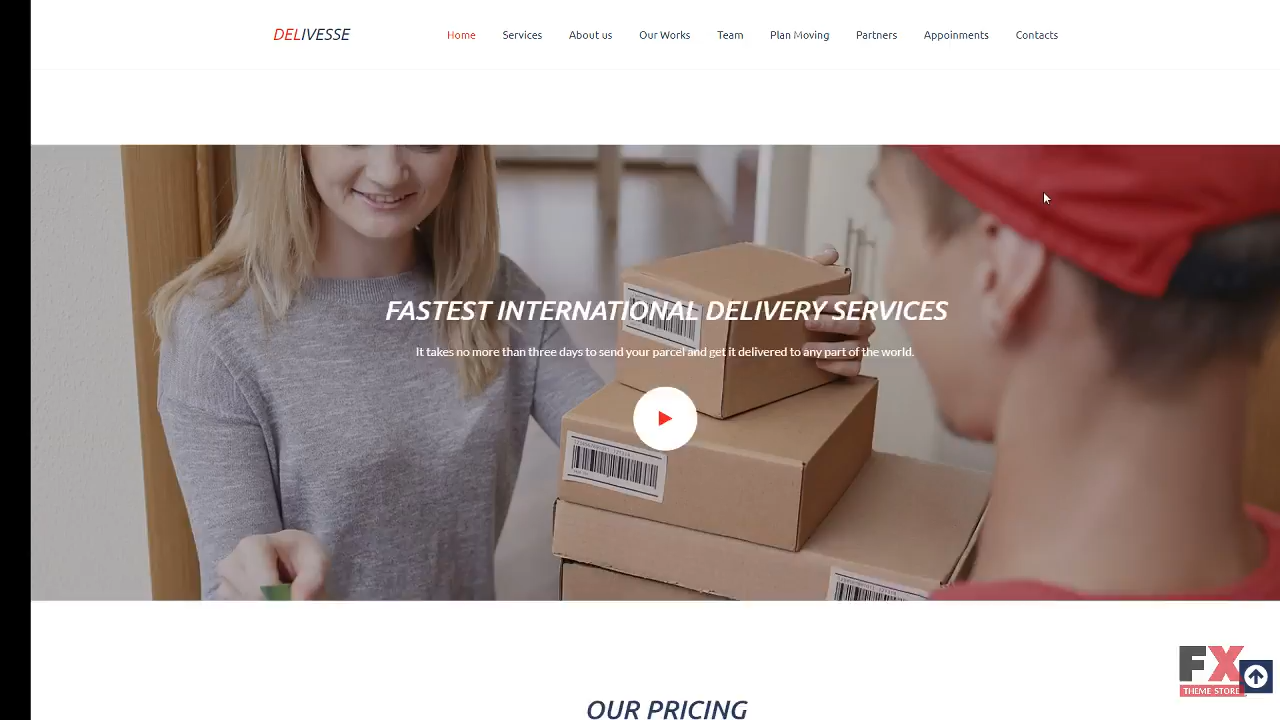 DELIVESSE
Home Services About us Our Works Team Plan Moving Partners Appoinments Contacts
FASTEST INTERNATIONAL DELIVERY SERVICES
It takes no more than three days to send your parcel and get it delivered to any part of the world.
OUR PRICING
FX
THEME STORE